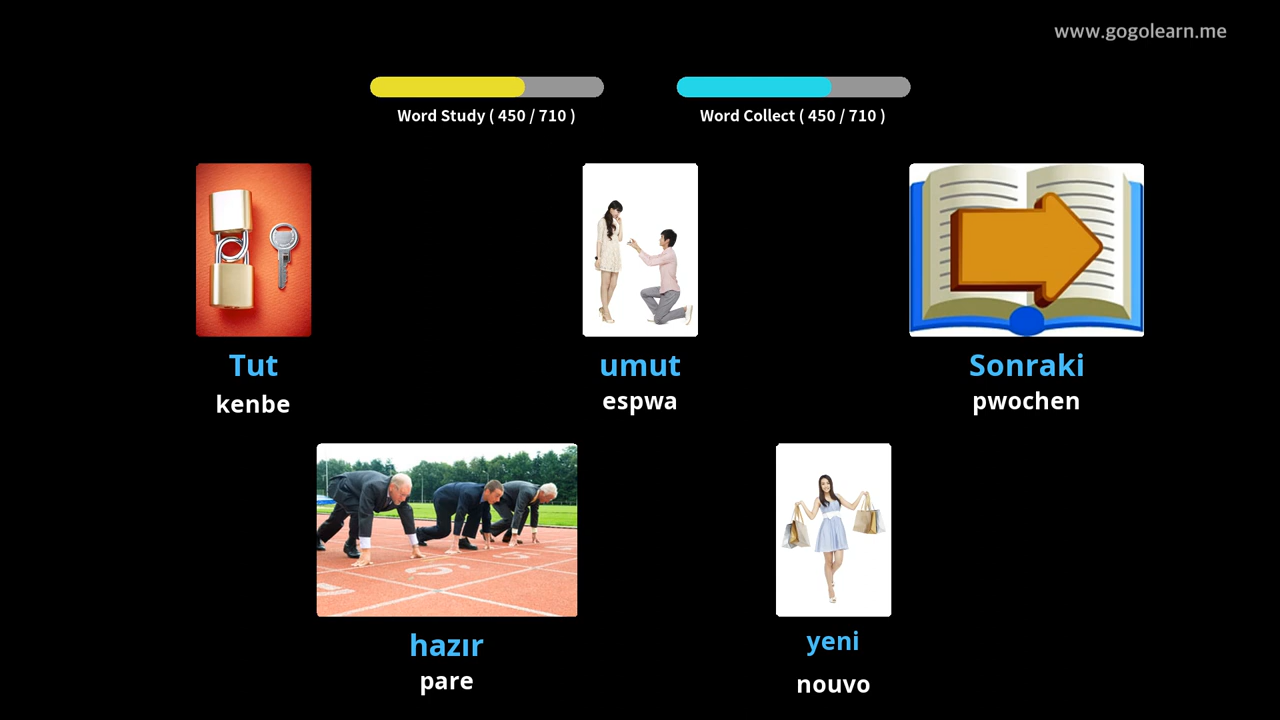 www.gogolearn.me
Word Study ( 450 / 710 )
Word Collect ( 450 / 710 )
Tut
kenbe
umut
espwa
Sonraki
pwochen
hazır
pare
yeni
nouvo